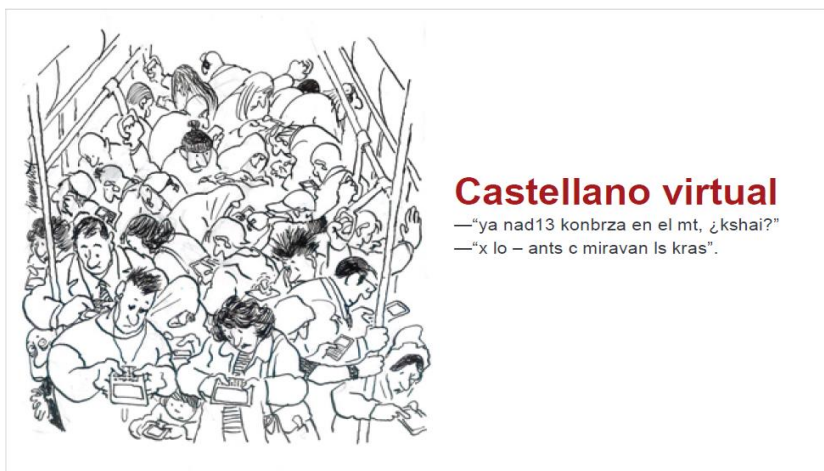 Castellano virtual
—“ya nad13 konbrza en el mt, ¿kshai?”
—“x lo – ants c miravan ls kras”.